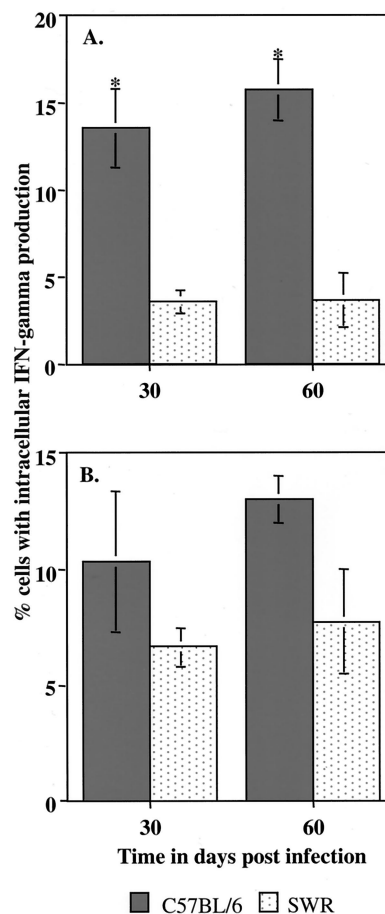 % cells with intracellular IFN-gamma production
A.
20
15
10
5
0
*
*
30
60
B.
15
10
5
0
30
60
Time in days post infection
C57BL/6
SWR